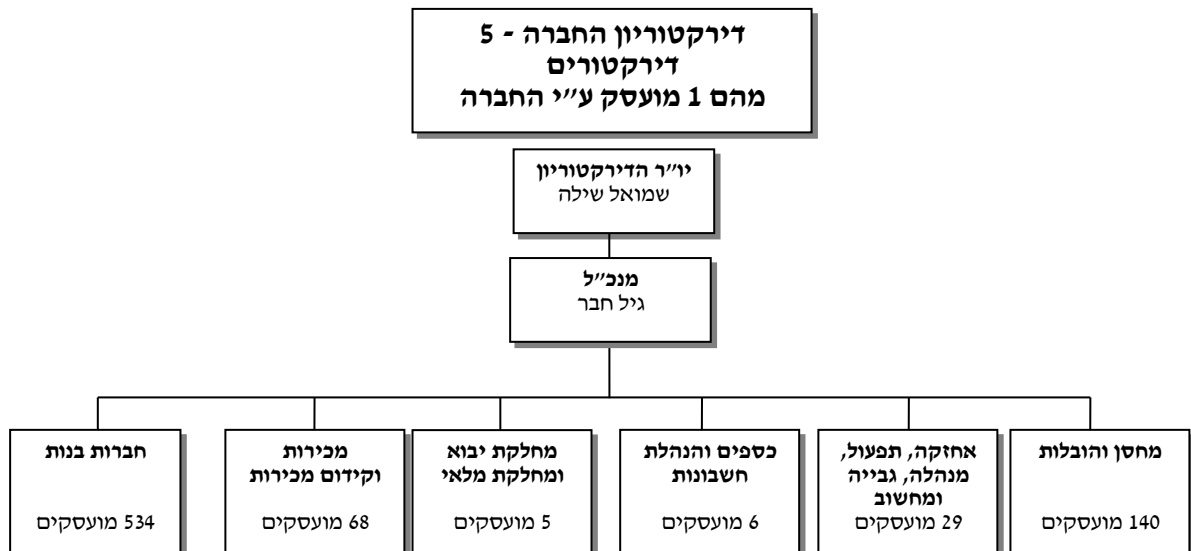 דירקטוריון החברה - 5
דירקטורים
מהם 1 מועסק ע״י החברה
יו״ר הדירקטוריון
שמואל שילה
מנכ״ל
גיל חבר
מחסן והובלות
140 מועסקים
אחזקה, תפעול,
מנהלה, גבייה
ומחשוב
29 מועסקים
כספים והנהלת
חשבונות
6 מועסקים
מחלקת יבוא
ומחלקת מלאי
5 מועסקים
מכירות
וקידום מכירות
68 מועסקים
חברות בנות
534 מועסקים